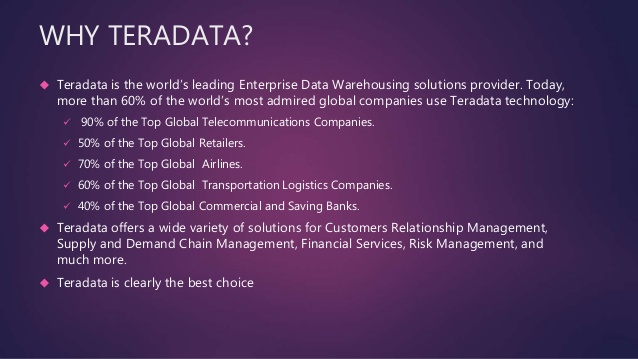 WHY TERADATA?
Teradata is the world's leading Enterprise Data Warehousing solutions provider. Today,
more than 60% of the world's most admired global companies use Teradata technology:
90% of the Top Global Telecommunications Companies.
50% of the Top Global Retailers.
70% of the Top Global Airlines.
60% of the Top Global Transportation Logistics Companies.
40% of the Top Global Commercial and Saving Banks.
Teradata offers a wide variety of solutions for Customers Relationship Management,
Supply and Demand Chain Management, Financial Services, Risk Management, and
much more.
Teradata is clearly the best choice